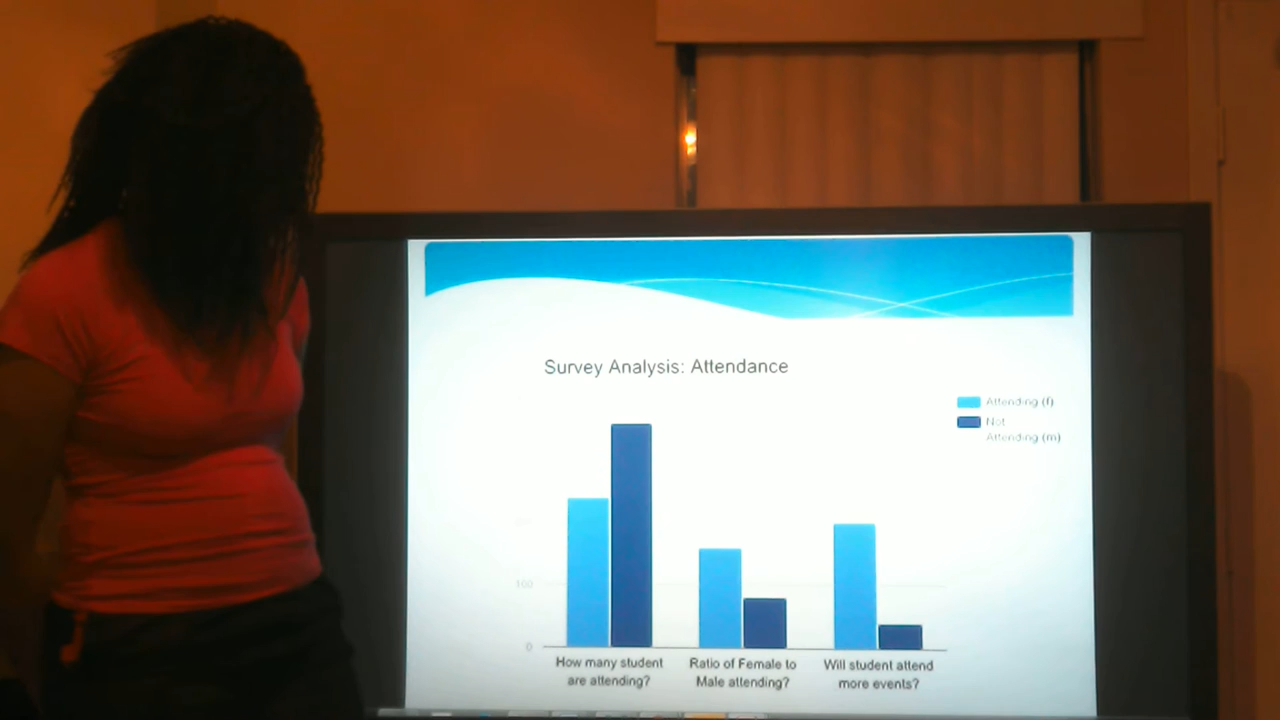 Survey Analysis: Attendance
Attending (f)
Not
Attending (m)
100
0
How many student
are attending?
Ratio of Female to
Male attending?
Will student attend
more events?